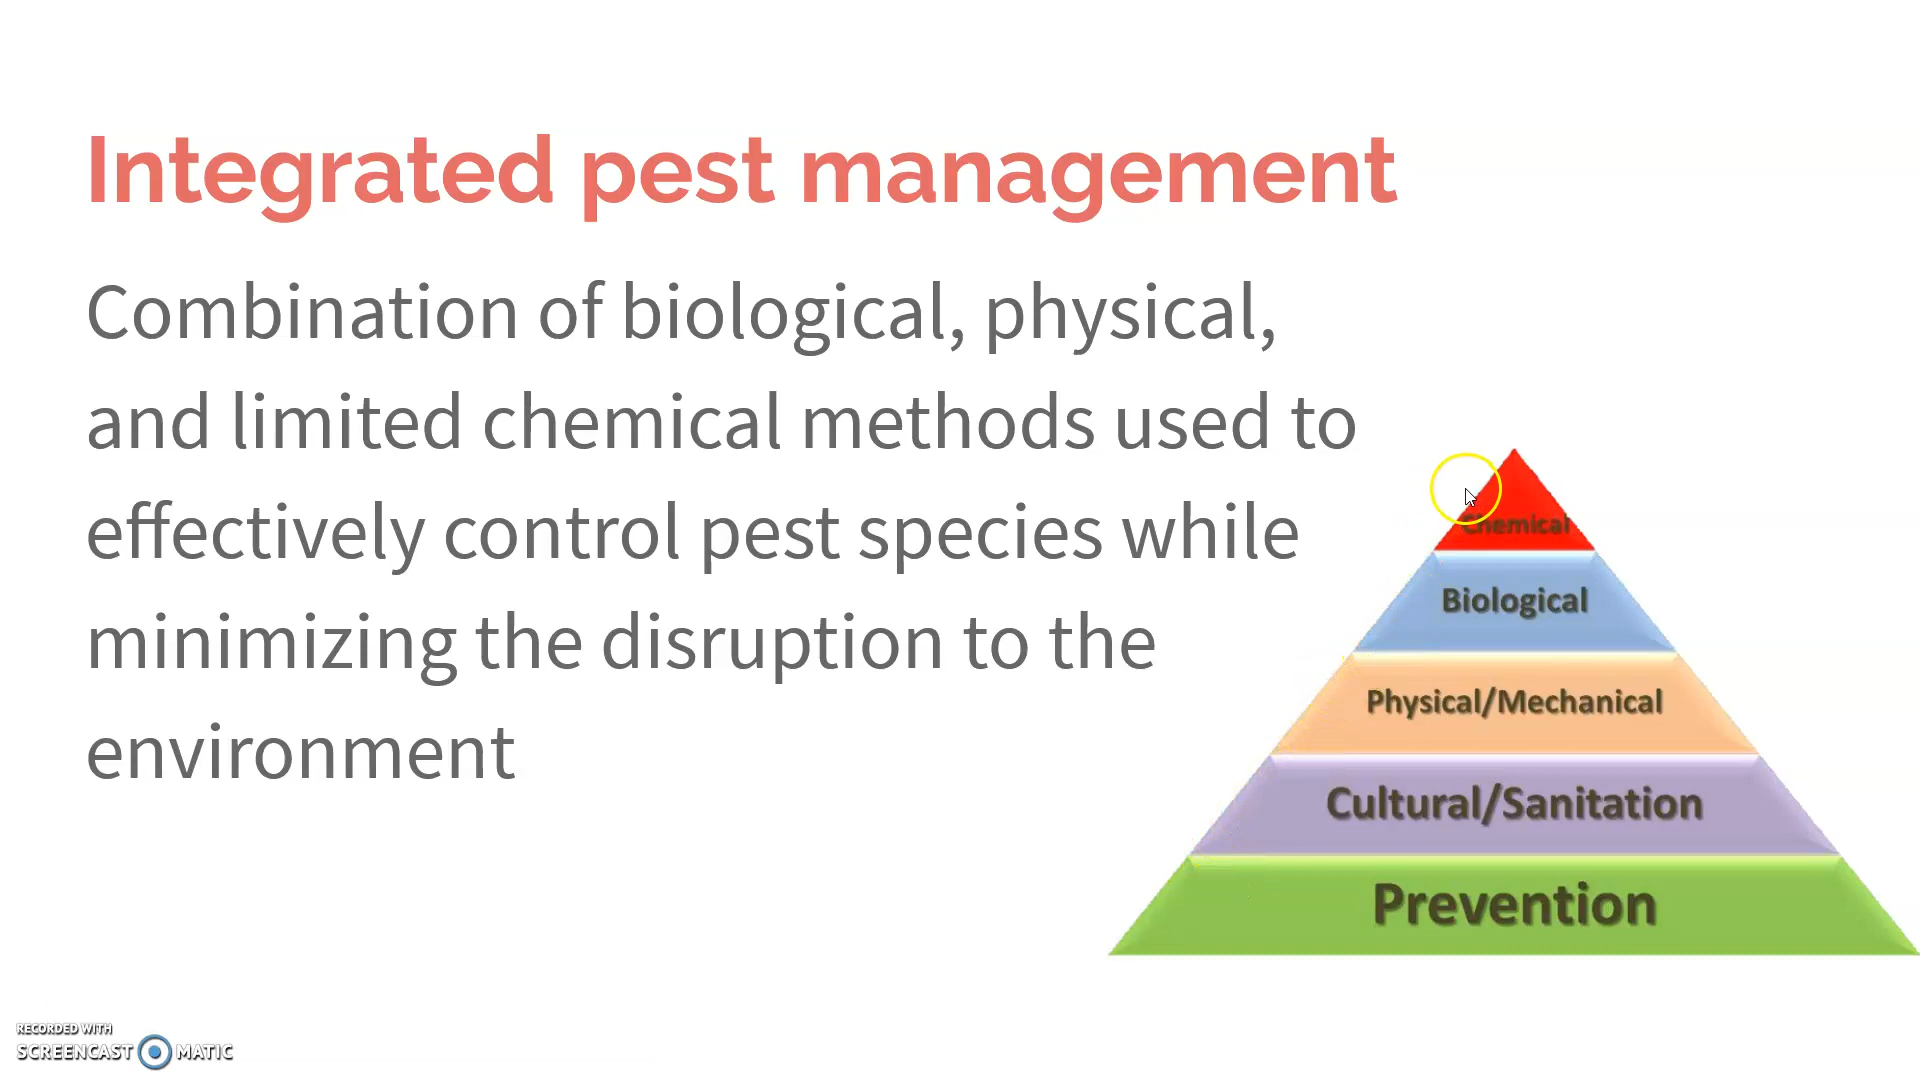 Integrated pest management
Combination of biological, physical,
and limited chemical methods used to
effectively control pest species while
minimizing the disruption to the
environment
Chemical
Biological
Physical/Mechanical
Cultural/Sanitation
Prevention
RECORDED WITH
SCREENCAST MATIC